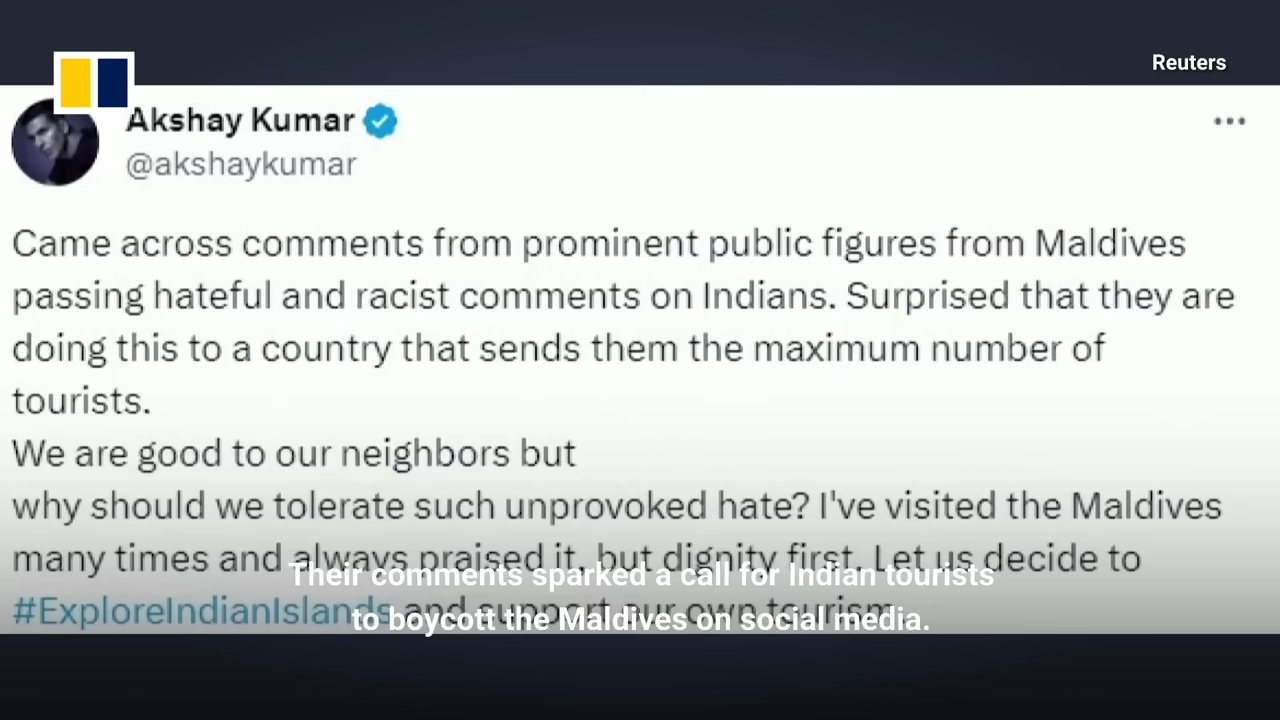 Reuters
Akshay Kumar
@akshaykumar
Came across comments from prominent public figures from Maldives
passing hateful and racist comments on Indians. Surprised that they are
doing this to a country that sends them the maximum number of
tourists.
We are good to our neighbors but
why should we tolerate such unprovoked hate? I've visited the Maldives
many times and always praised it, but dignity first. Let us decide to
Their comments sparked a call for Indian tourists
#ExploreIndianIslands and support our own tourism.
to boycott the Maldives on social media.